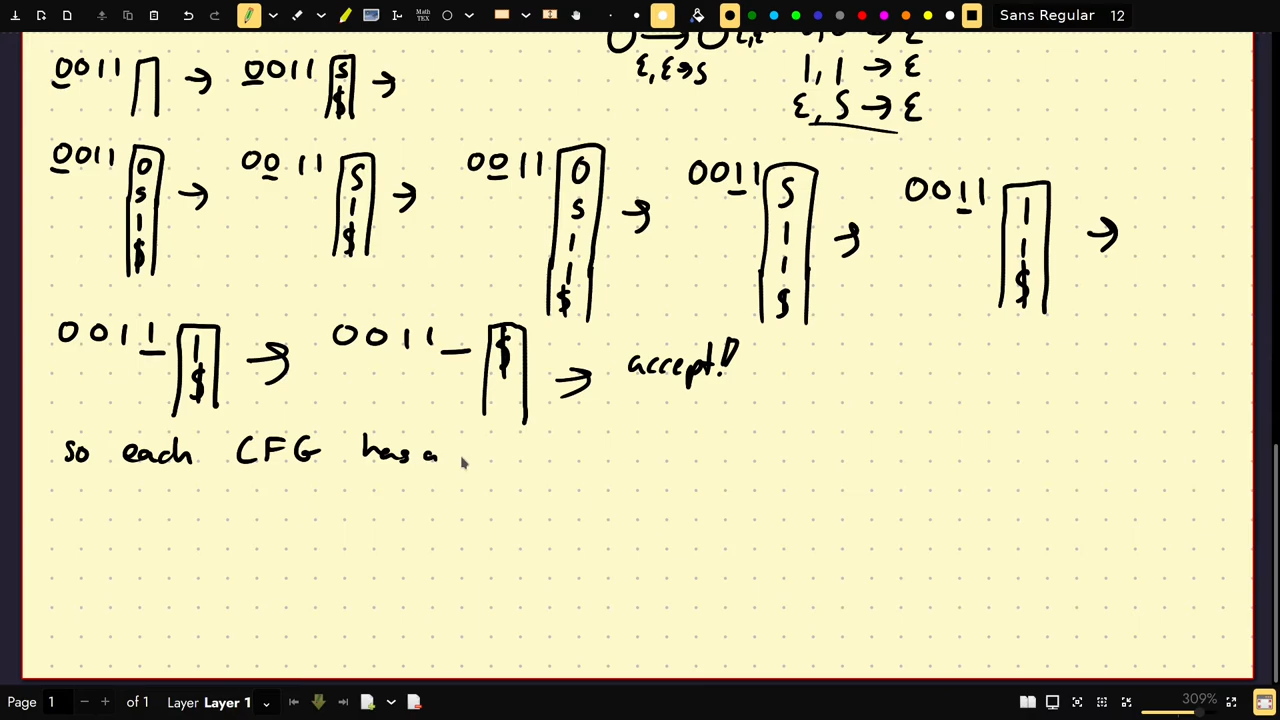 Sans Regular 12
0011 → 0011 S $ →
ε, ε→S
1, 1 → ε
ε, S → ε
0011 0 S 1 $ → 0011 S 1 $ → 0011 0 S 1 1 $ → 0011 S 1 1 $ → 0011 1 1 $ →
0011 1 $ → 0011_ $ → accept!
so each CFG has a
Page 1 of 1 Layer Layer 1 309%